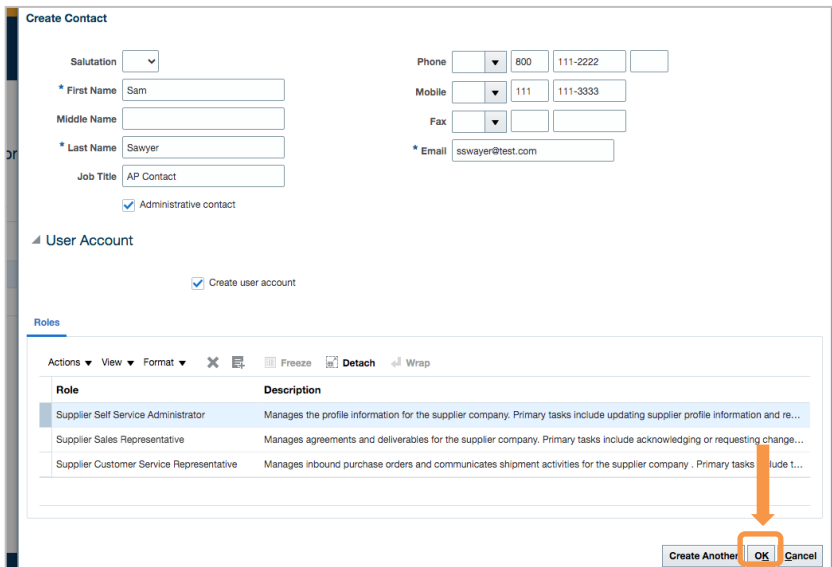 Create Contact
Salutation
* First Name Sam
Middle Name
* Last Name Sawyer
Job Title AP Contact
Administrative contact
Phone 800 111-2222
Mobile 111 111-3333
Fax
* Email sswayer@test.com
User Account
Create user account
Roles
Actions View Format Freeze Detach Wrap
Role Description
Supplier Self Service Administrator Manages the profile information for the supplier company. Primary tasks include updating supplier profile information and re...
Supplier Sales Representative Manages agreements and deliverables for the supplier company. Primary tasks include acknowledging or requesting change...
Supplier Customer Service Representative Manages inbound purchase orders and communicates shipment activities for the supplier company . Primary tasks t...
Create Another OK Cancel